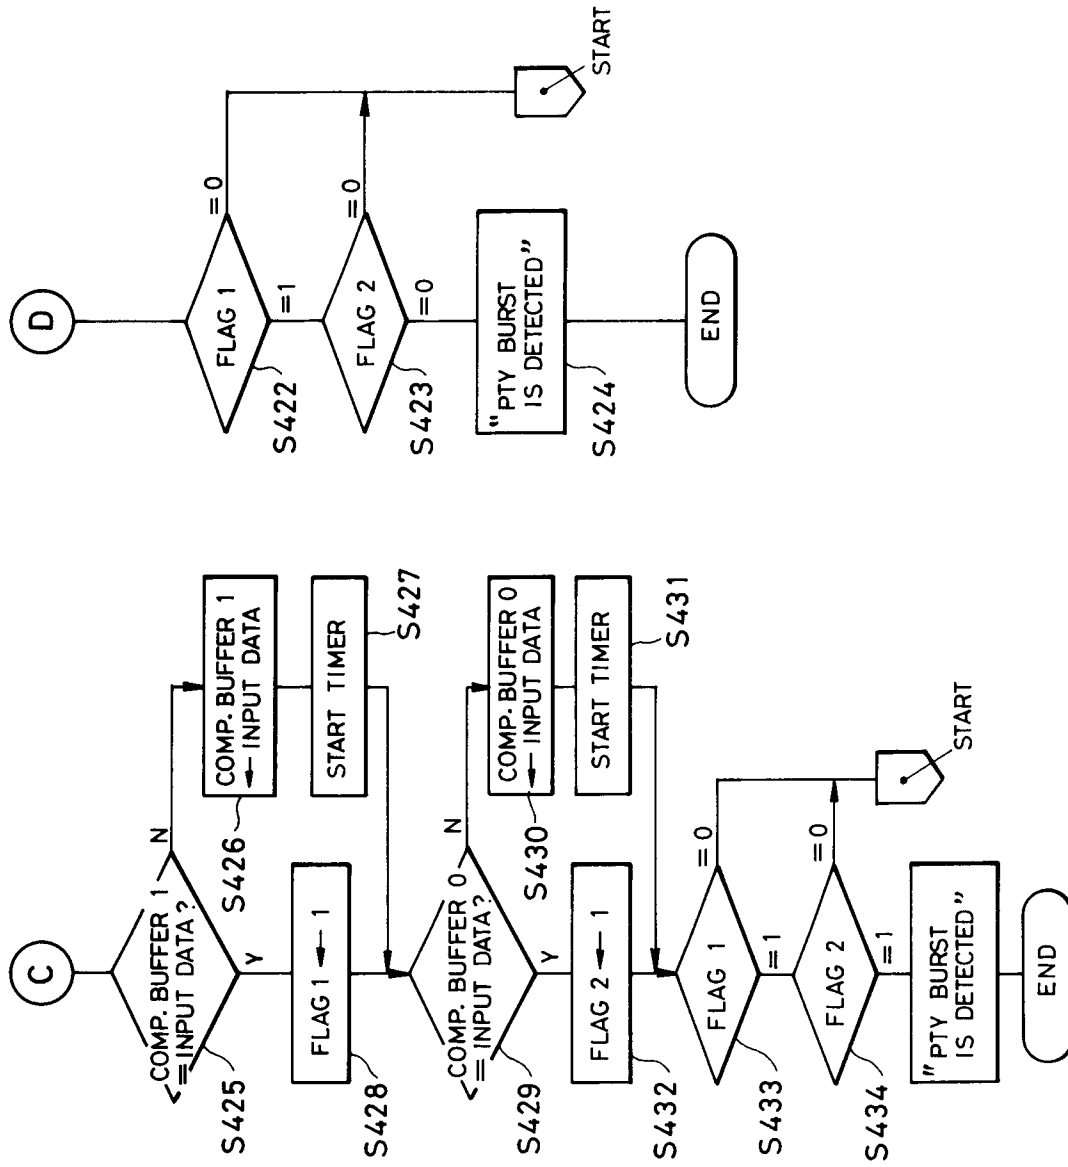 C
<COMP. BUFFER 1>
= INPUT DATA?
N
Y
S425
COMP. BUFFER 1
← INPUT DATA
S426
START TIMER
S427
FLAG 1 ← 1
S428
<COMP. BUFFER 0>
= INPUT DATA?
N
Y
S429
COMP. BUFFER 0
← INPUT DATA
S430
START TIMER
S431
FLAG 2 ← 1
S432
FLAG 1
=0
=1
S433
FLAG 2
=0
=1
S434
START
"PTY BURST
IS DETECTED"
END
D
FLAG 1
=0
=1
S422
FLAG 2
=0
=0
S423
START
"PTY BURST
IS DETECTED"
S424
END